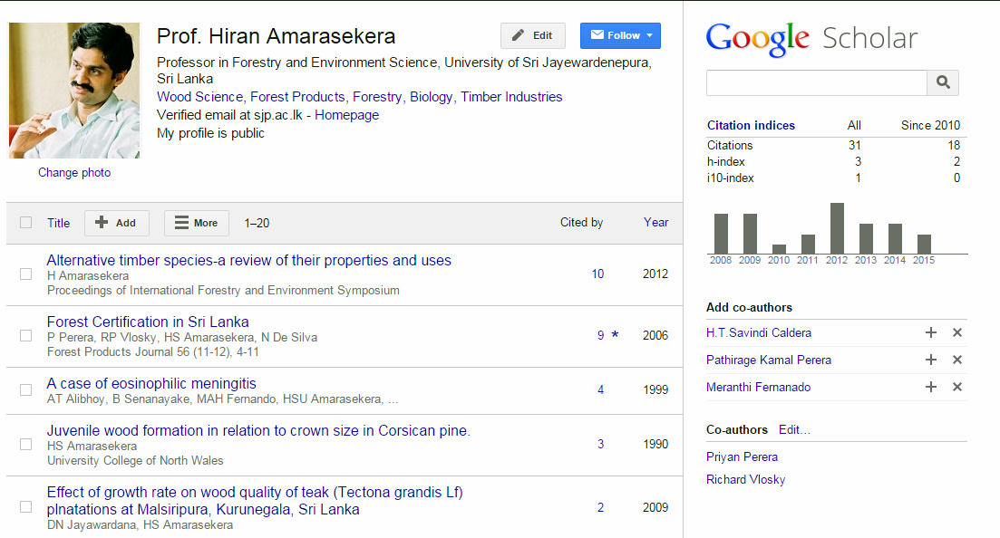 Prof. Hiran Amarasekera
Edit
Follow
Professor in Forestry and Environment Science, University of Sri Jayewardenepura,
Sri Lanka
Wood Science, Forest Products, Forestry, Biology, Timber Industries
Verified email at sjp.ac.lk - Homepage
My profile is public
Change photo
Title Add More 1–20 Cited by Year
Alternative timber species-a review of their properties and uses
H Amarasekera
Proceedings of International Forestry and Environment Symposium
10 2012
Forest Certification in Sri Lanka
P Perera, RP Vlosky, HS Amarasekera, N De Silva
Forest Products Journal 56 (11-12), 4-11
9 * 2006
A case of eosinophilic meningitis
AT Alibhoy, B Senanayake, MAH Fernando, HSU Amarasekera, ...
4 1999
Juvenile wood formation in relation to crown size in Corsican pine.
HS Amarasekera
University College of North Wales
3 1990
Effect of growth rate on wood quality of teak (Tectona grandis Lf)
plnatations at Malsiripura, Kurunegala, Sri Lanka
DN Jayawardana, HS Amarasekera
2 2009
Google Scholar
Citation indices All Since 2010
Citations 31 18
h-index 3 2
i10-index 1 0
2008 2009 2010 2011 2012 2013 2014 2015
Add co-authors
H.T.Savindi Caldera
Pathirage Kamal Perera
Meranthi Fernanado
Co-authors Edit...
Priyan Perera
Richard Vlosky